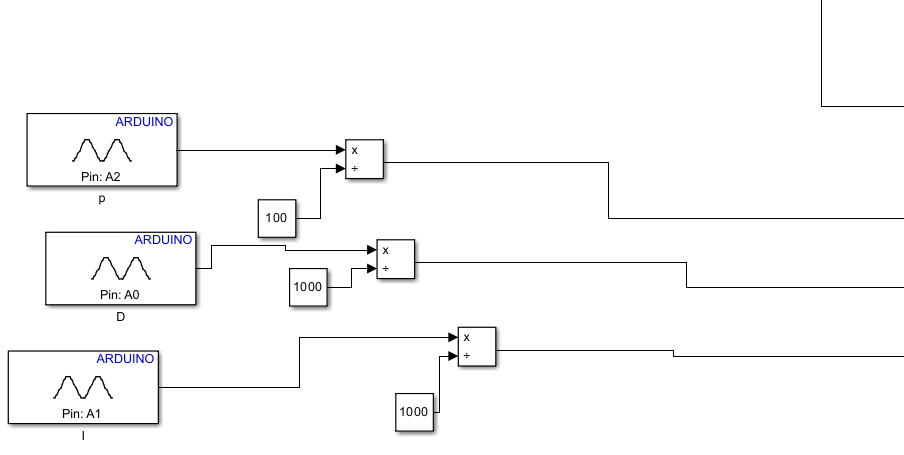 ARDUINO
Pin: A2
p
x
÷
100
ARDUINO
Pin: A0
D
x
÷
1000
ARDUINO
Pin: A1
I
x
÷
1000